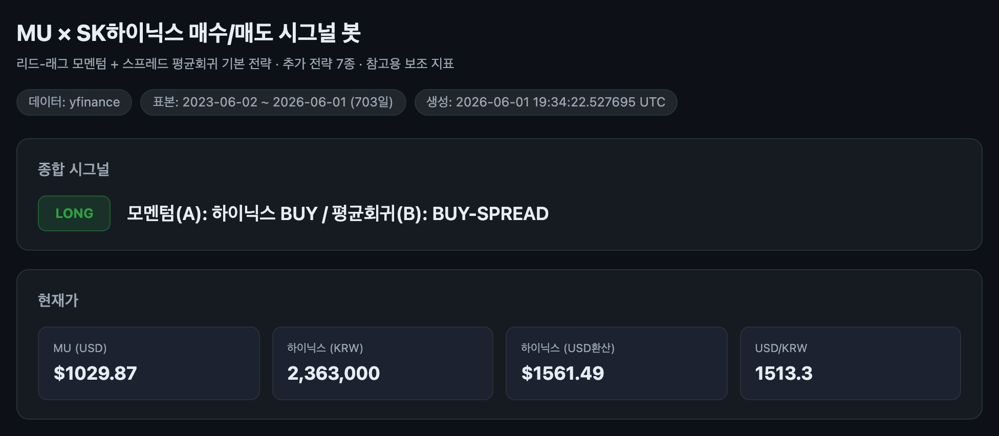 MU × SK하이닉스 매수/매도 시그널 봇
리드-래그 모멘텀 + 스프레드 평균회귀 기본 전략 · 추가 전략 7종 · 참고용 보조 지표
데이터: yfinance
표본: 2023-06-02 ~ 2026-06-01 (703일)
생성: 2026-06-01 19:34:22.527695 UTC
종합 시그널
LONG
모멘텀(A): 하이닉스 BUY / 평균회귀(B): BUY-SPREAD
현재가
MU (USD)
$1029.87
하이닉스 (KRW)
2,363,000
하이닉스 (USD환산)
$1561.49
USD/KRW
1513.3